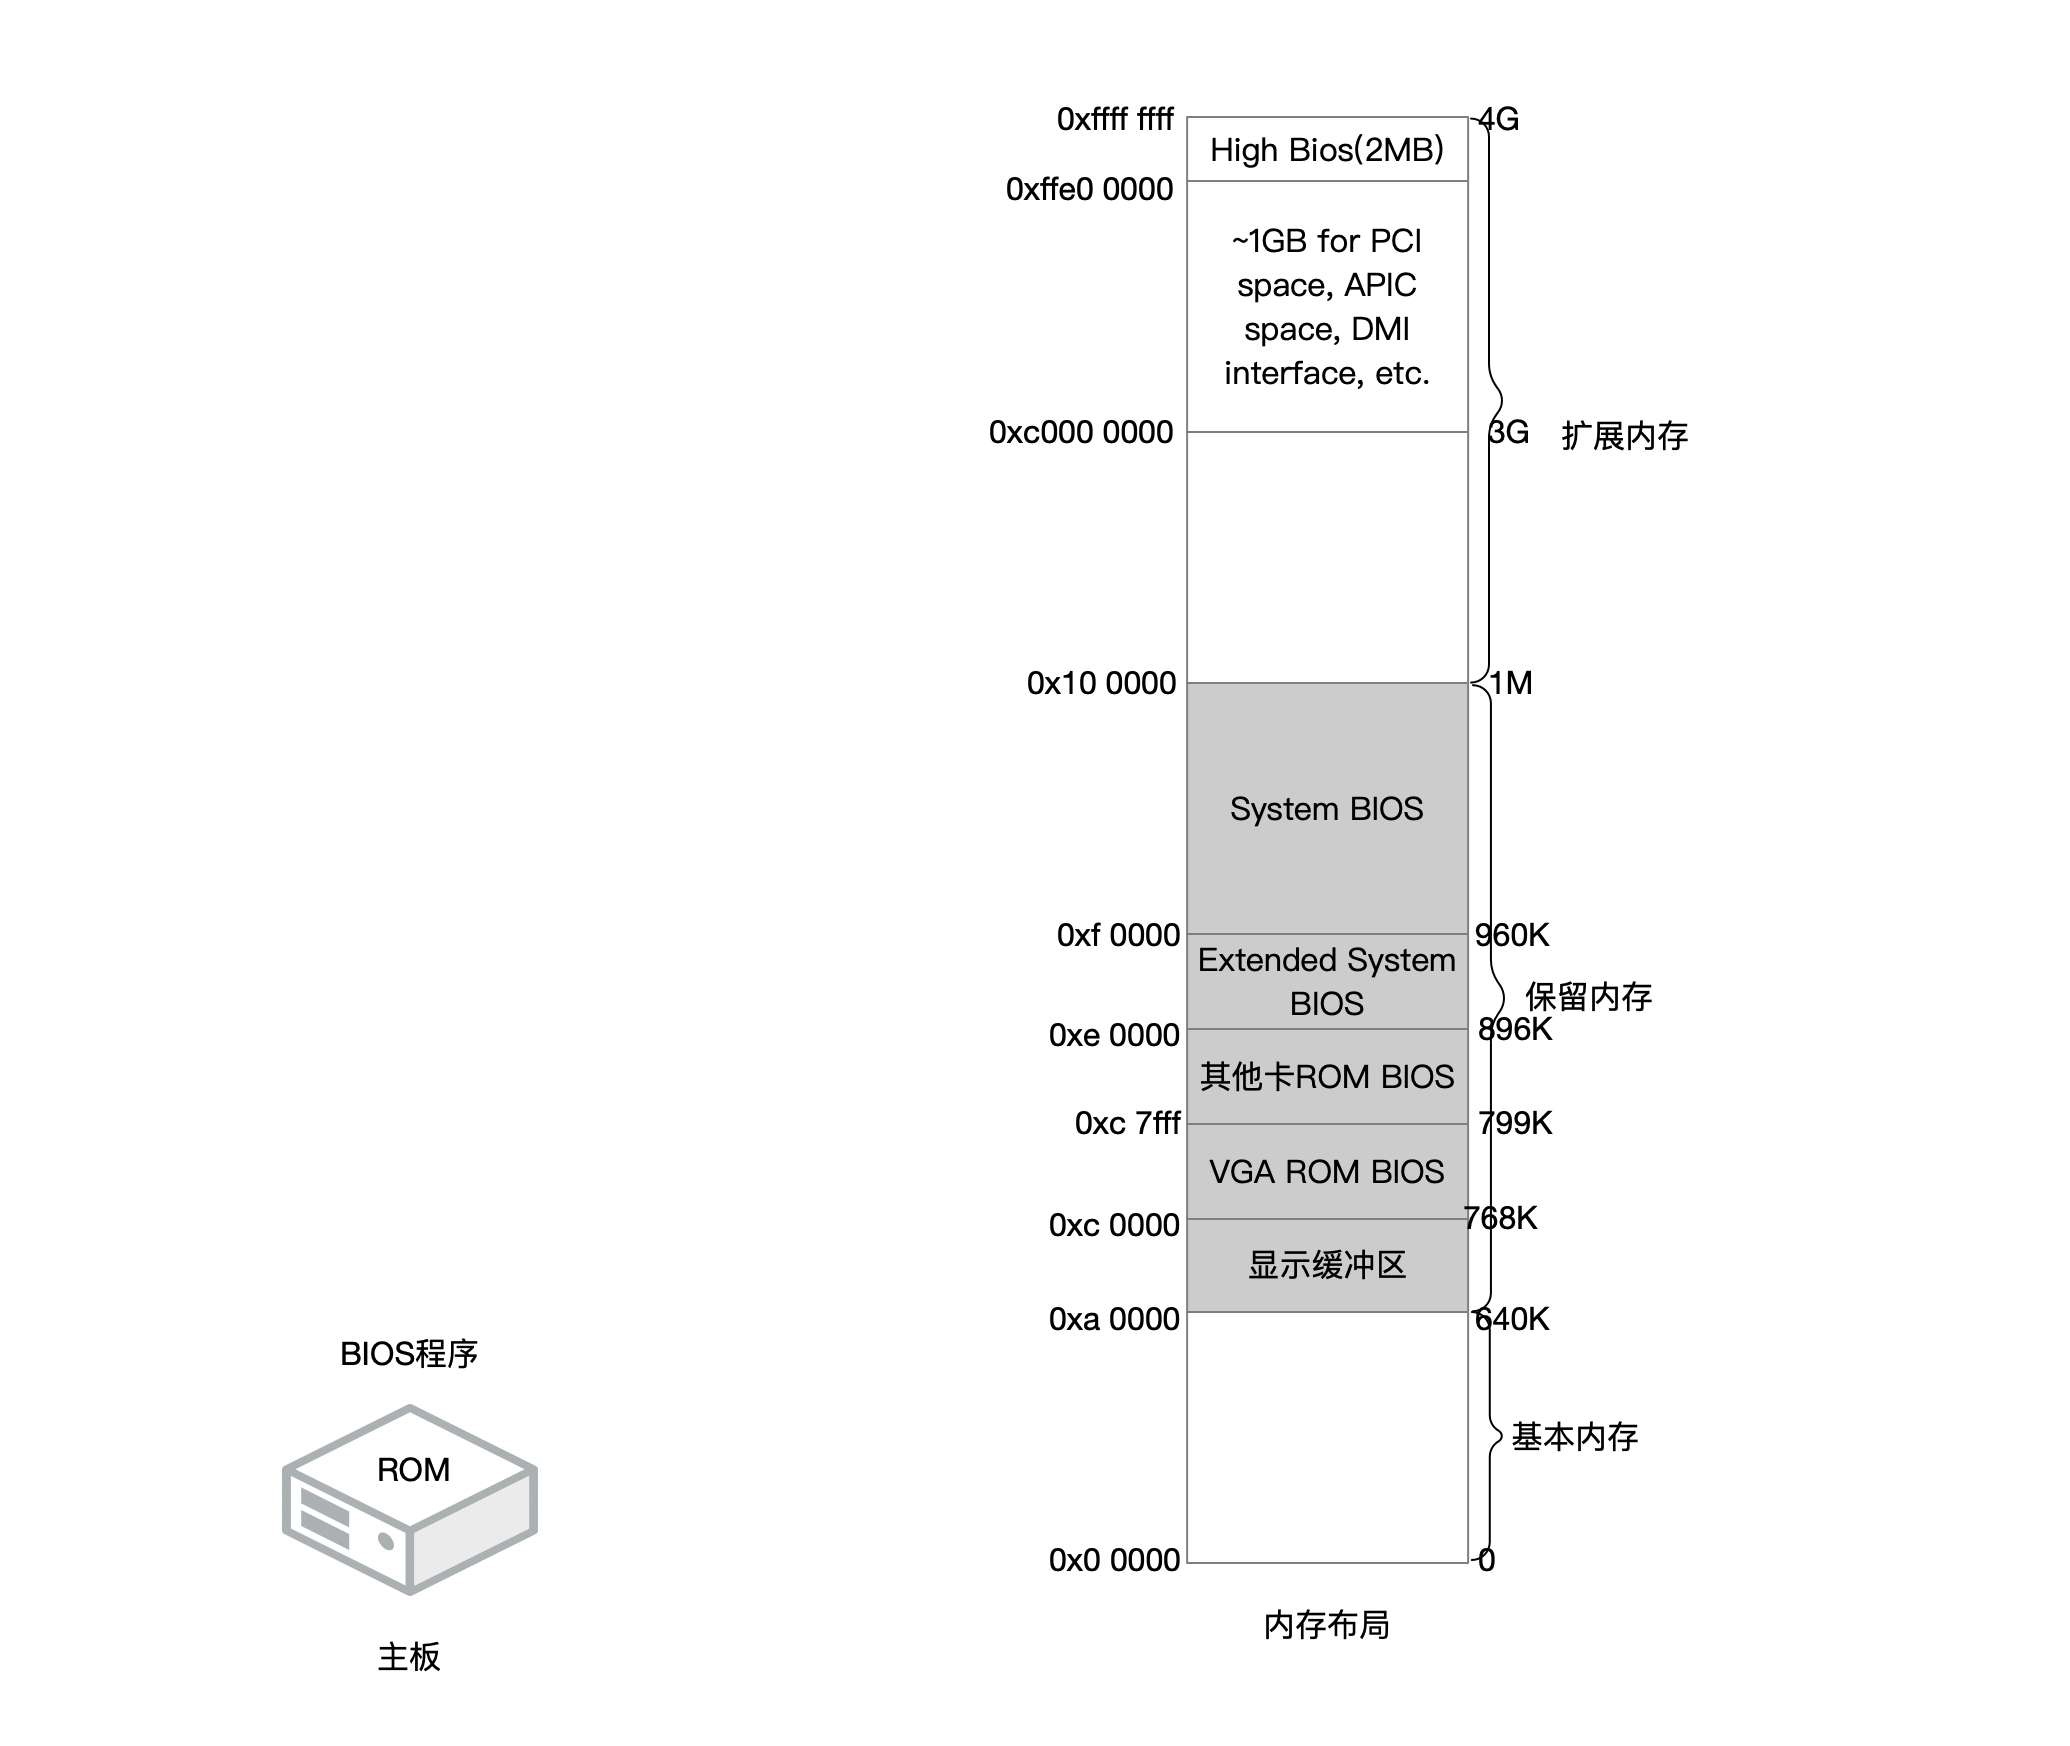 0xffff ffff
4G
High Bios(2MB)
0xffe0 0000
~1GB for PCI
space, APIC
space, DMI
interface, etc.
0xc000 0000
3G
扩展内存
0x10 0000
1M
System BIOS
0xf 0000
960K
Extended System
BIOS
保留内存
0xe 0000
896K
其他卡ROM BIOS
0xc 7fff
799K
VGA ROM BIOS
0xc 0000
768K
显示缓冲区
0xa 0000
640K
BIOS程序
ROM
基本内存
0x0 0000
0
内存布局
主板